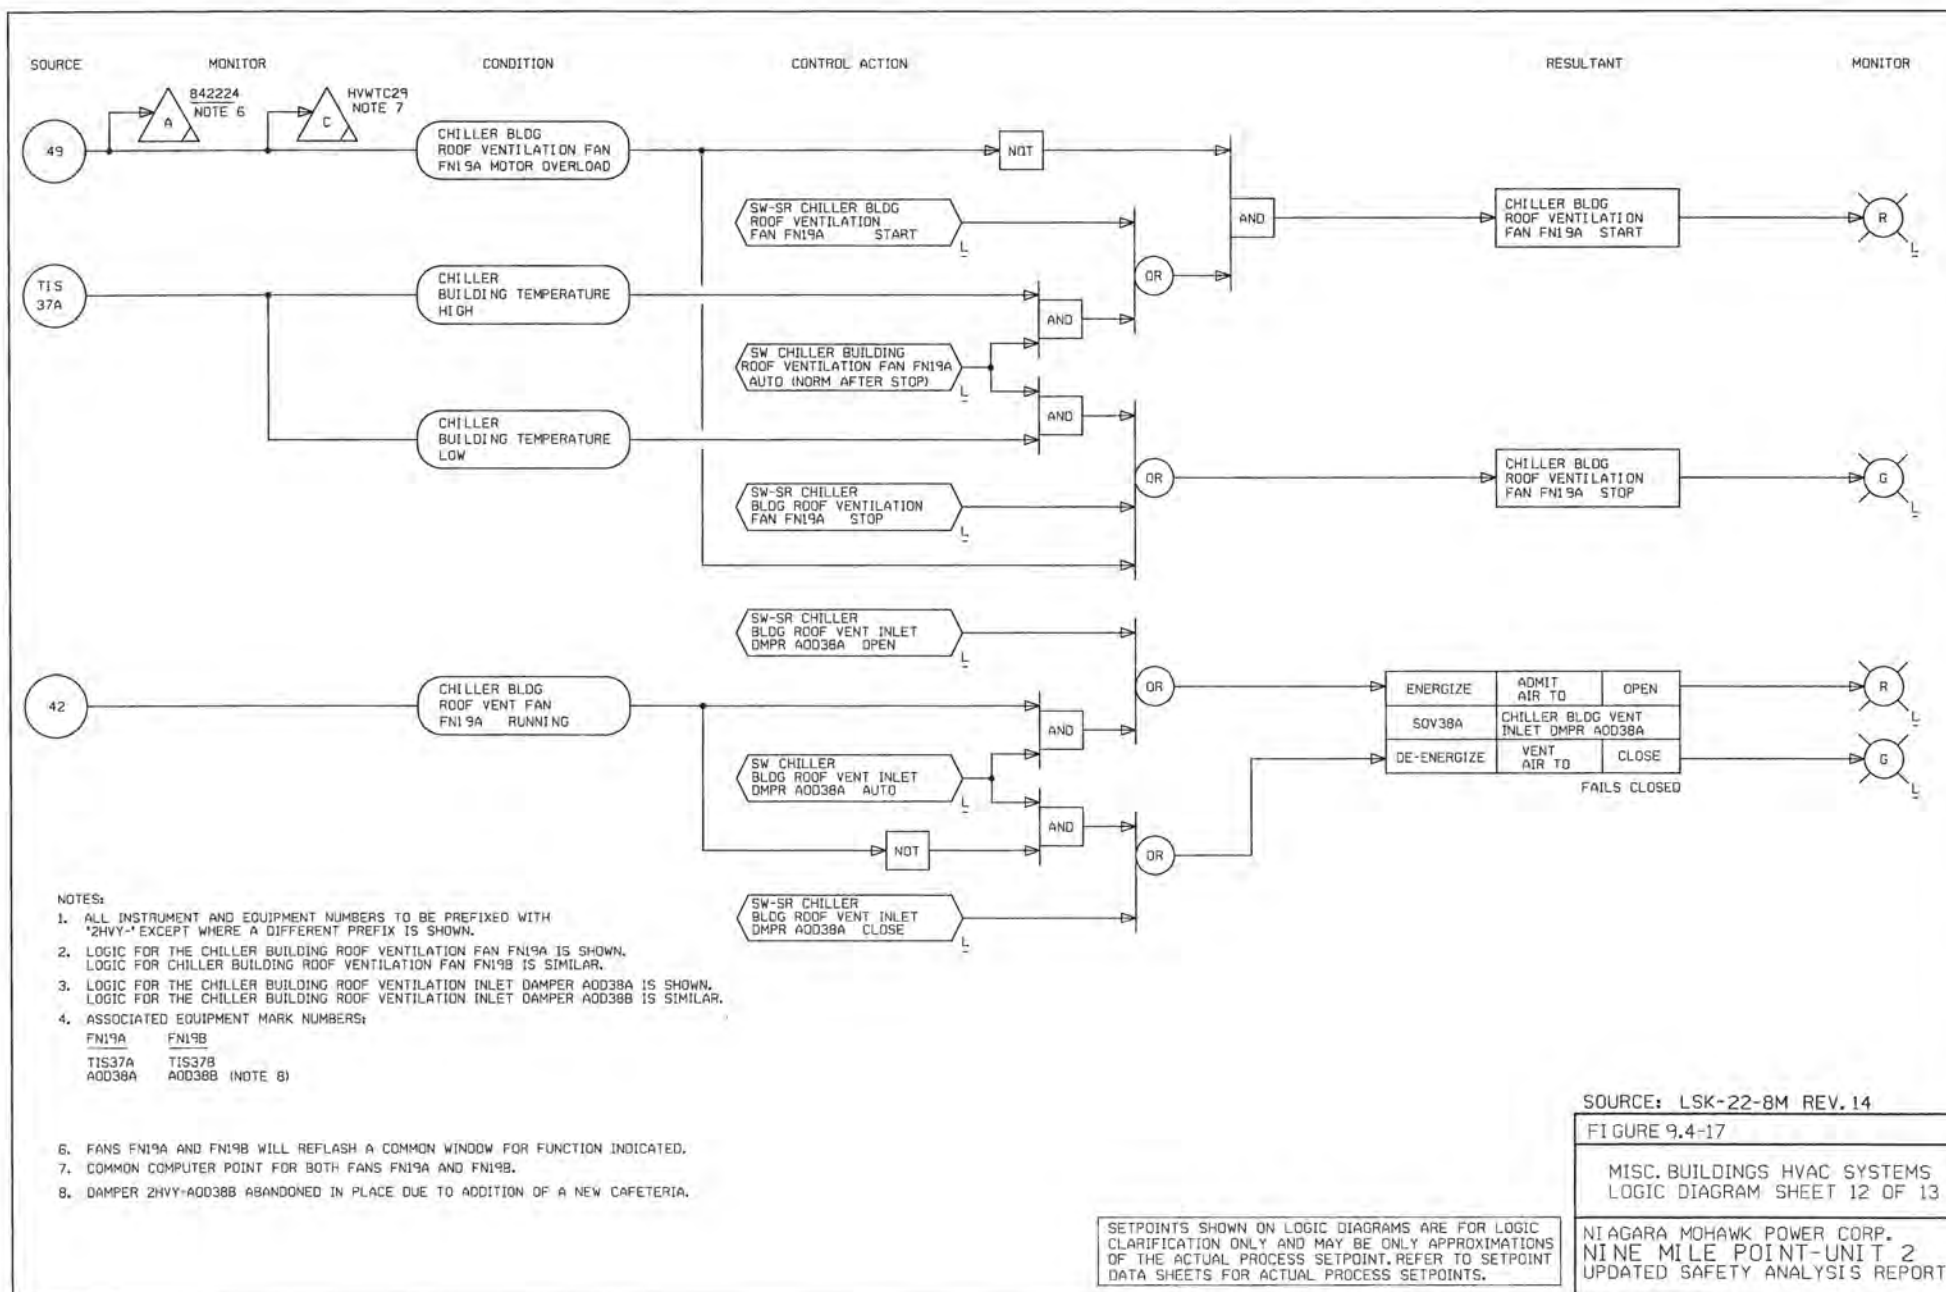 SOURCE MONITOR CONDITION CONTROL ACTION RESULTANT MONITOR
842224
NOTE 6
A
HVWTC29
NOTE 7
C
49
CHILLER BLDG
ROOF VENTILATION FAN
FN19A MOTOR OVERLOAD
NOT
SW-SR CHILLER BLDG
ROOF VENTILATION
FAN FN19A START
L
AND
CHILLER BLDG
ROOF VENTILATION
FAN FN19A START
R
L
TIS
37A
CHILLER
BUILDING TEMPERATURE
HIGH
OR
AND
SW CHILLER BUILDING
ROOF VENTILATION FAN FN19A
AUTO (NORM AFTER STOP)
L
AND
CHILLER
BUILDING TEMPERATURE
LOW
SW-SR CHILLER
BLDG ROOF VENTILATION
FAN FN19A STOP
L
OR
CHILLER BLDG
ROOF VENTILATION
FAN FN19A STOP
G
L
SW-SR CHILLER
BLDG ROOF VENT INLET
DMPR AOD38A OPEN
L
42
CHILLER BLDG
ROOF VENT FAN
FN19A RUNNING
AND
OR
SW CHILLER
BLDG ROOF VENT INLET
DMPR AOD38A AUTO
L
AND
NOT
OR
SW-SR CHILLER
BLDG ROOF VENT INLET
DMPR AOD38A CLOSE
L
ENERGIZE
ADMIT
AIR TO
OPEN
SOV38A
CHILLER BLDG VENT
INLET DMPR AOD38A
DE-ENERGIZE
VENT
AIR TO
CLOSE
FAILS CLOSED
R
L
G
L
NOTES:
1. ALL INSTRUMENT AND EQUIPMENT NUMBERS TO BE PREFIXED WITH
"2HVY-" EXCEPT WHERE A DIFFERENT PREFIX IS SHOWN.
2. LOGIC FOR THE CHILLER BUILDING ROOF VENTILATION FAN FN19A IS SHOWN.
LOGIC FOR CHILLER BUILDING ROOF VENTILATION FAN FN19B IS SIMILAR.
3. LOGIC FOR THE CHILLER BUILDING ROOF VENTILATION INLET DAMPER AOD38A IS SHOWN.
LOGIC FOR THE CHILLER BUILDING ROOF VENTILATION INLET DAMPER AOD38B IS SIMILAR.
4. ASSOCIATED EQUIPMENT MARK NUMBERS:
FN19A FN19B
TIS37A TIS37B
AOD38A AOD38B (NOTE 8)
6. FANS FN19A AND FN19B WILL REFLASH A COMMON WINDOW FOR FUNCTION INDICATED.
7. COMMON COMPUTER POINT FOR BOTH FANS FN19A AND FN19B.
8. DAMPER 2HVY-AOD38B ABANDONED IN PLACE DUE TO ADDITION OF A NEW CAFETERIA.
SETPOINTS SHOWN ON LOGIC DIAGRAMS ARE FOR LOGIC
CLARIFICATION ONLY AND MAY BE ONLY APPROXIMATIONS
OF THE ACTUAL PROCESS SETPOINT. REFER TO SETPOINT
DATA SHEETS FOR ACTUAL PROCESS SETPOINTS.
SOURCE: LSK-22-8M REV. 14
FIGURE 9.4-17
MISC. BUILDINGS HVAC SYSTEMS
LOGIC DIAGRAM SHEET 12 OF 13
NIAGARA MOHAWK POWER CORP.
NINE MILE POINT-UNIT 2
UPDATED SAFETY ANALYSIS REPORT